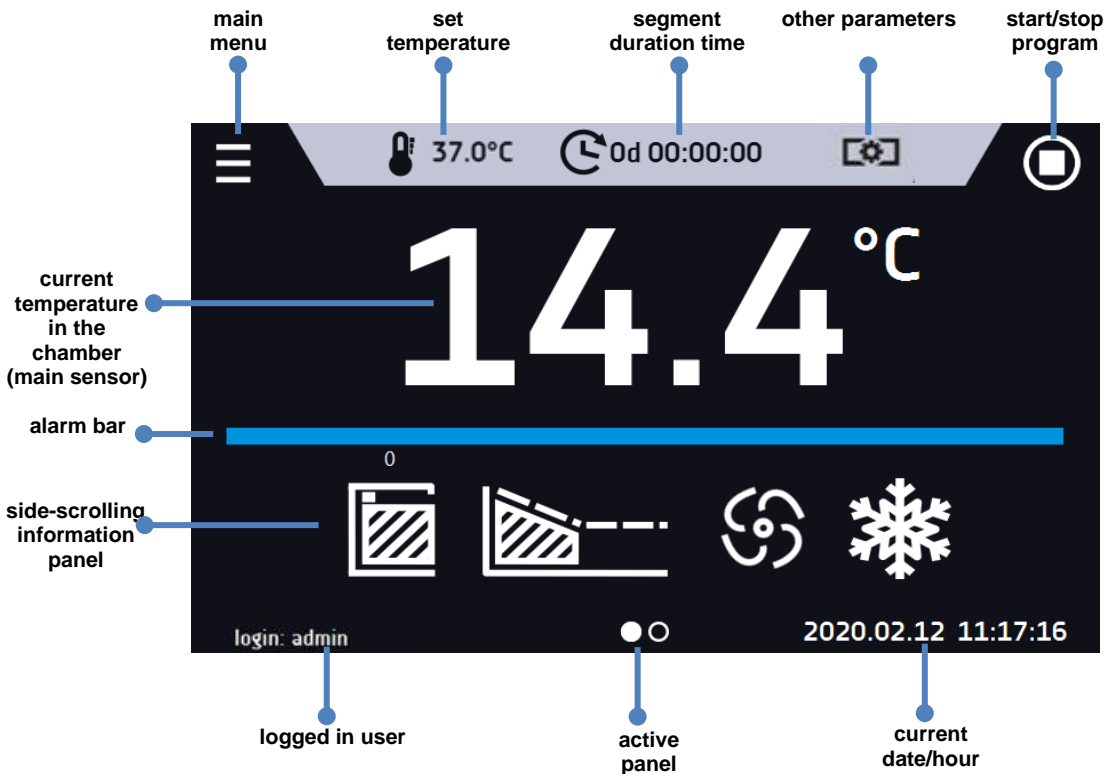 main
menu
set
temperature
segment
duration time
other parameters
start/stop
program
37.0°C
0d 00:00:00
14.4 °C
current
temperature
in the
chamber
(main sensor)
alarm bar
0
side-scrolling
information
panel
login: admin
2020.02.12 11:17:16
logged in user
active
panel
current
date/hour